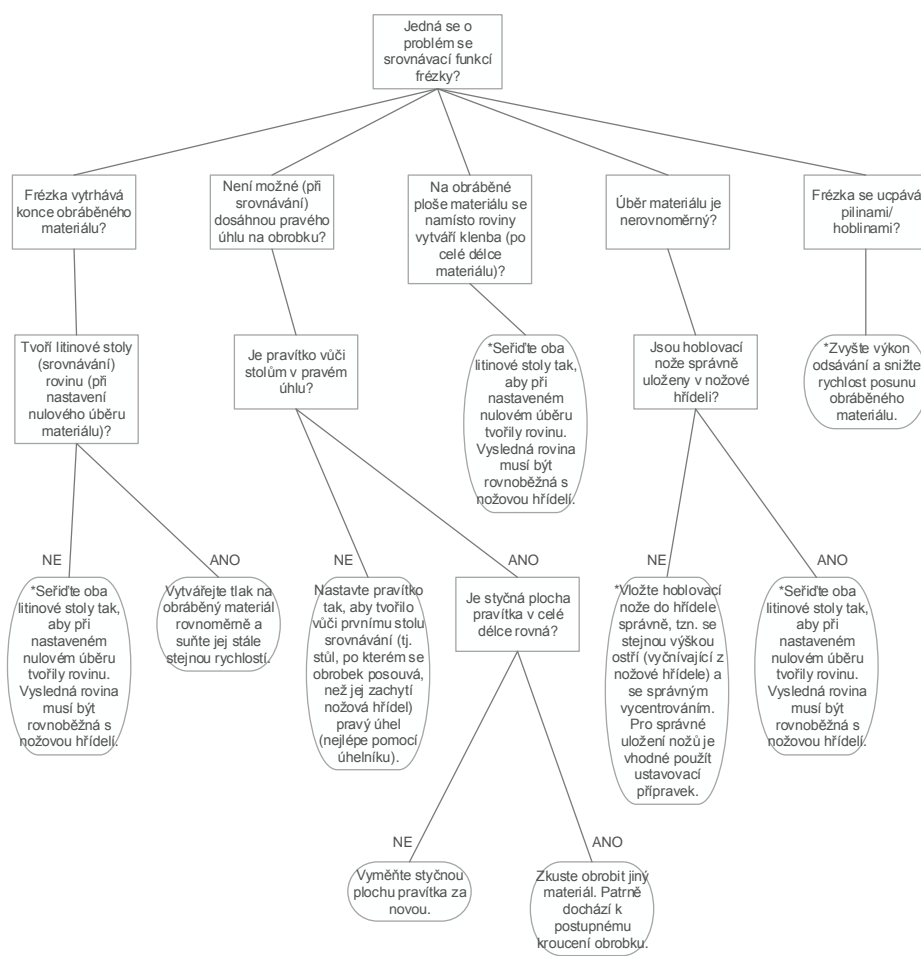 Jedná se o
problém se
srovnávací funkcí
frézky?
Frézka vytrhává
konce obráběného
materiálu?
Není možné (při
srovnávání)
dosáhnou pravého
úhlu na obrobku?
Na obráběné
ploše materiálu se
namísto roviny
vytváří klenba (po
celé délce
materiálu)?
Úběr materiálu je
nerovnoměrný?
Frézka se ucpává
pilinami/
hoblinami?
Tvoří litinové stoly
(srovnávání)
rovinu (při
nastavení
nulového úběru
materiálu)?
Je pravítko vůči
stolům v pravém
úhlu?
*Seřiďte oba
litinové stoly tak,
aby při
nastaveném
nulovém úběru
tvořily rovinu.
Vysledná rovina
musí být
rovnoběžná s
nožovou hřídelí.
Jsou hoblovací
nože správně
uloženy v nožové
hřídeli?
*Zvyšte výkon
odsávání a snižte
rychlost posunu
obráběného
materiálu.
NE
ANO
NE
ANO
NE
ANO
*Seřiďte oba
litinové stoly tak,
aby při
nastaveném
nulovém úběru
tvořily rovinu.
Vysledná rovina
musí být
rovnoběžná s
nožovou hřídelí.
Vytvářejte tlak na
obráběný materiál
rovnoměrně a
suňte jej stále
stejnou rychlostí.
Nastavte pravítko
tak, aby tvořilo
vůči prvnímu stolu
srovnávání (tj.
stůl, po kterém se
obrobek posouvá,
než jej zachytí
nožová hřídel)
pravý úhel
(nejlépe pomocí
úhelníku).
Je styčná plocha
pravítka v celé
délce rovná?
*Vložte hoblovací
nože do hřídele
správně, tzn. se
stejnou výškou
ostří (vyčnívající z
nožové hřídele) a
se správným
vycentrováním.
Pro správné
uložení nožů je
vhodné použít
ustavovací
přípravek.
*Seřiďte oba
litinové stoly tak,
aby při
nastaveném
nulovém úběru
tvořily rovinu.
Vysledná rovina
musí být
rovnoběžná s
nožovou hřídelí.
NE
ANO
Vyměňte styčnou
plochu pravítka za
novou.
Zkuste obrobit jiný
materiál. Patrně
dochází k
postupnému
kroucení obrobku.